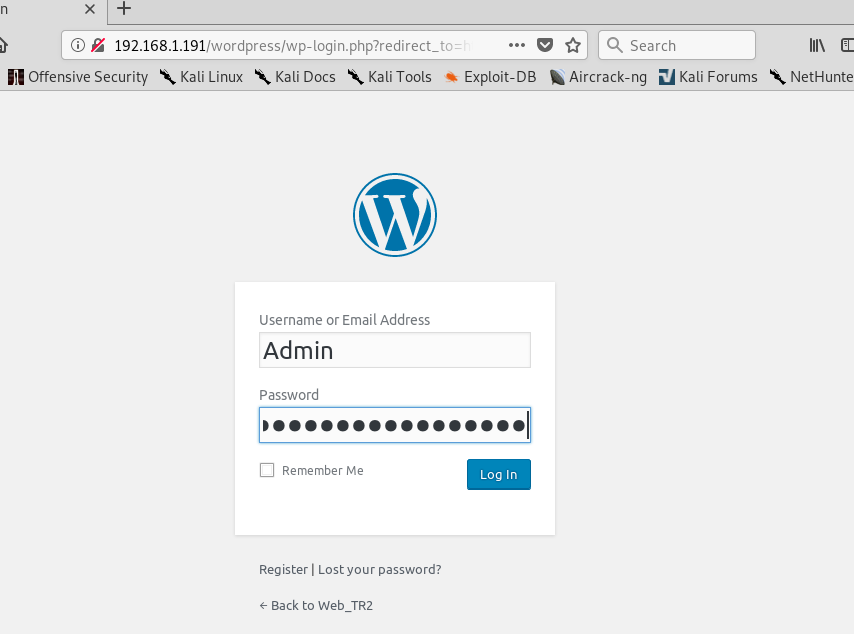 n
192.168.1.191/wordpress/wp-login.php?redirect_to=h
Search
Offensive Security Kali Linux Kali Docs Kali Tools Exploit-DB Aircrack-ng Kali Forums NetHunte
Username or Email Address
Admin
Password
Remember Me Log In
Register | Lost your password?
← Back to Web_TR2